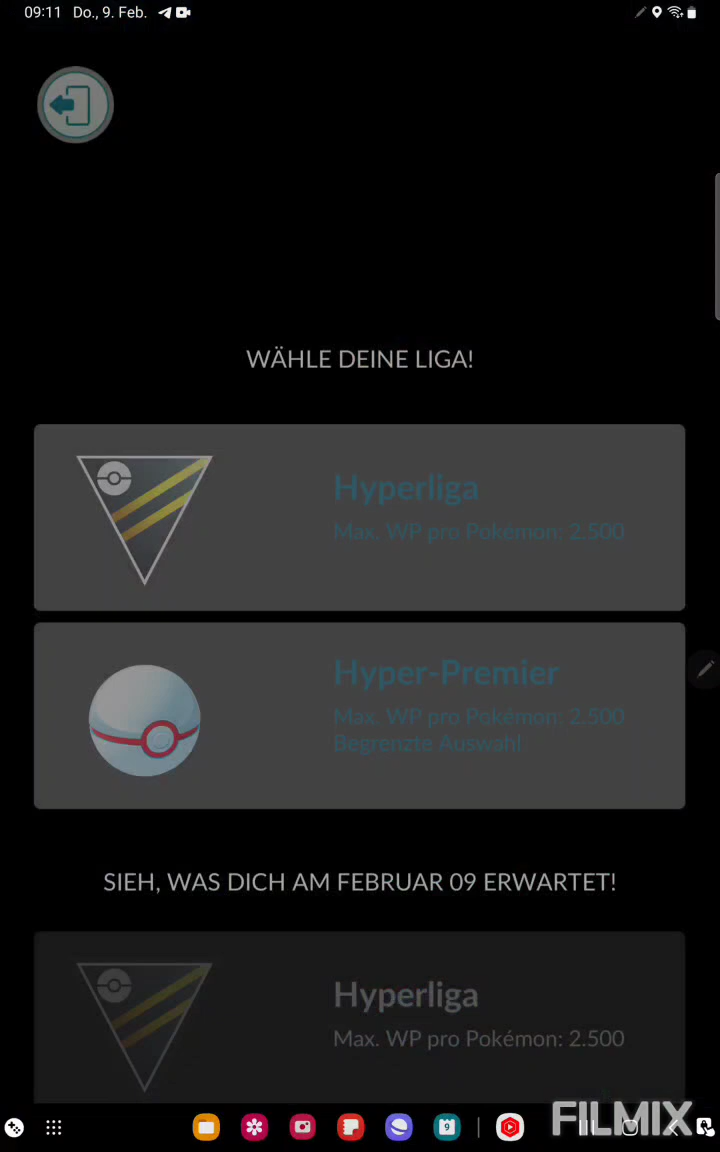 09:11 Do., 9. Feb.
WÄHLE DEINE LIGA!
Hyperliga
Max. WP pro Pokémon: 2.500
Hyper-Premier
Max. WP pro Pokémon: 2.500
Begrenzte Auswahl
SIEH, WAS DICH AM FEBRUAR 09 ERWARTET!
Hyperliga
Max. WP pro Pokémon: 2.500
9
FILMIX